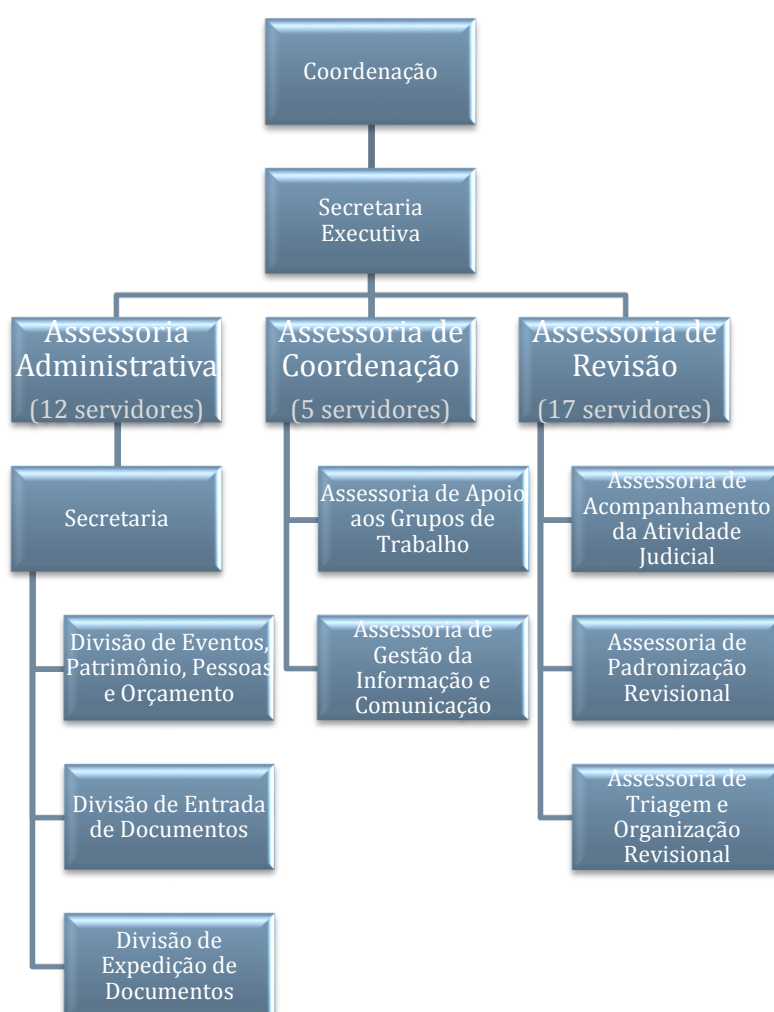 Coordenação
Secretaria
Executiva
Assessoria
Administrativa
(12 servidores)
Assessoria de
Coordenação
(5 servidores)
Assessoria de
Revisão
(17 servidores)
Secretaria
Divisão de Eventos,
Patrimônio, Pessoas
e Orçamento
Divisão de Entrada
de Documentos
Divisão de
Expedição de
Documentos
Assessoria de Apoio
aos Grupos de
Trabalho
Assessoria de
Gestão da
Informação e
Comunicação
Assessoria de
Acompanhamento
da Atividade
Judicial
Assessoria de
Padronização
Revisional
Assessoria de
Triagem e
Organização
Revisional